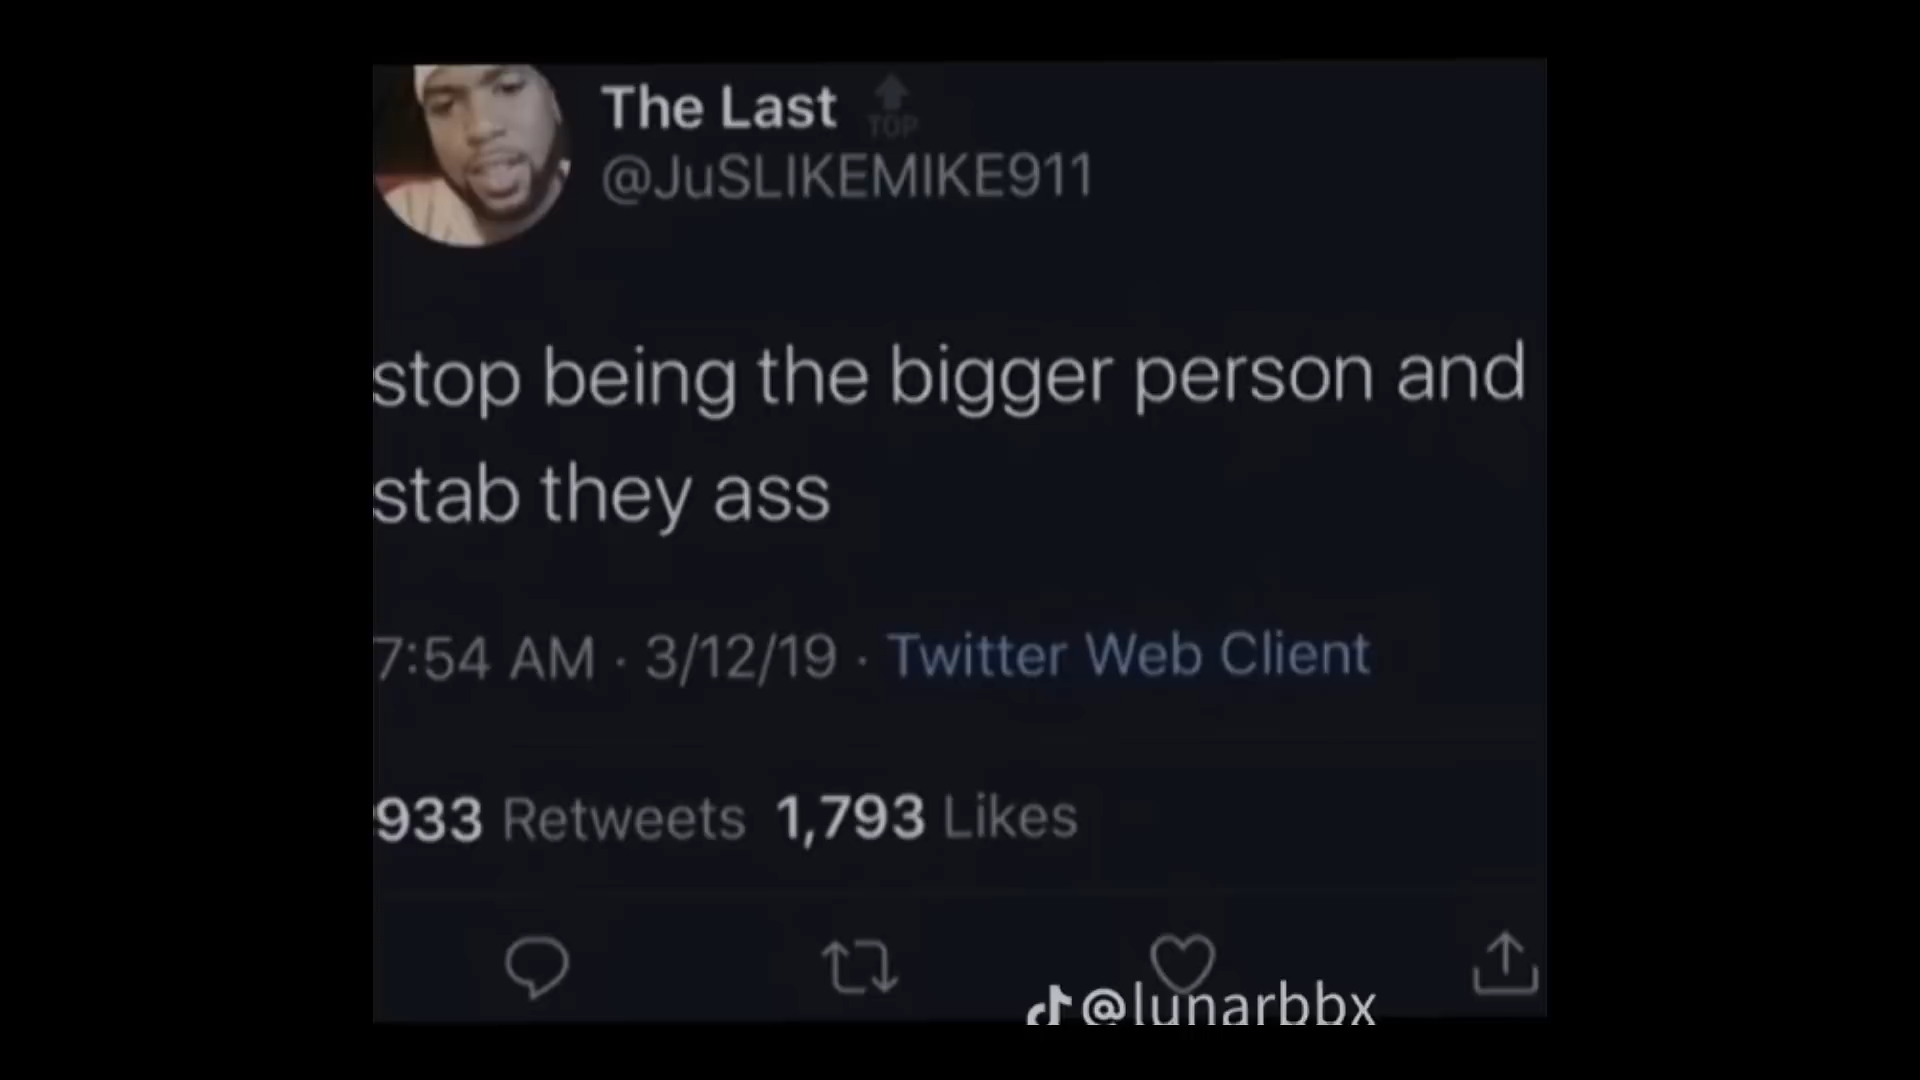 The Last
TOP
@JuSLIKEMIKE911
stop being the bigger person and
stab they ass
7:54 AM · 3/12/19 · Twitter Web Client
933 Retweets 1,793 Likes
@lunarbbx